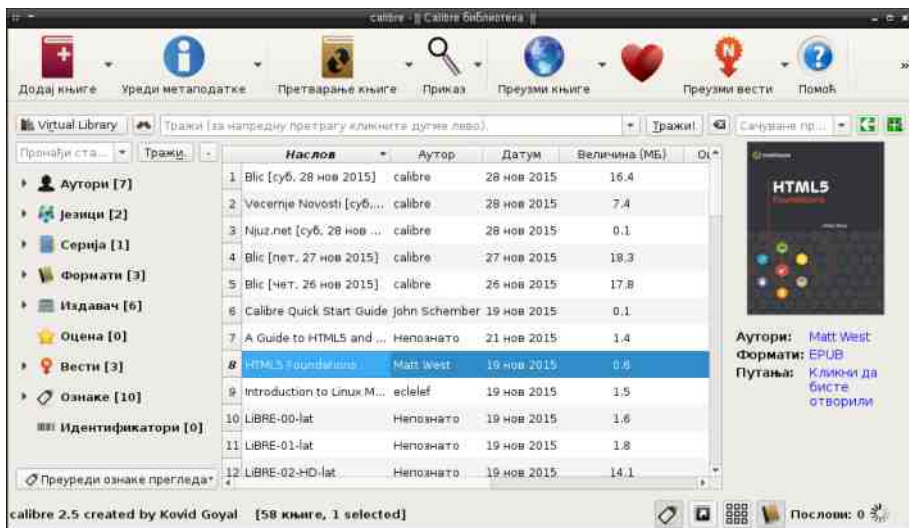 calibre - || Calibre библиотека ||
Додај књиге
Уреди метаподатке
Претварање књиге
Приказ
Преузми књиге
Преузми вести
Помоћ
»
Virtual Library
Тражи (за напредну претрагу кликните дугме лево).
Тражи!
Сачуване пр...
Пронађи ста...
Тражи.
Аутори [7]
Језици [2]
Серија [1]
Формати [3]
Издавач [6]
Оцена [0]
Вести [3]
Ознаке [10]
Идентификатори [0]
Преуреди ознаке прегледа
Наслов Аутор Датум Величина (МБ)
1 Blic [суб, 28 нов 2015] calibre 28 нов 2015 16.4
2 Vecernje Novosti [суб,... calibre 28 нов 2015 7.4
3 Njuz.net [суб, 28 нов ... calibre 28 нов 2015 0.1
4 Blic [пет, 27 нов 2015] calibre 27 нов 2015 18.3
5 Blic [чет, 26 нов 2015] calibre 26 нов 2015 17.8
6 Calibre Quick Start Guide John Schember 19 нов 2015 0.1
7 A Guide to HTML5 and ... Непознато 21 нов 2015 1.4
8 HTML5 Foundations Matt West 19 нов 2015 0.6
9 Introduction to Linux M... eclelef 19 нов 2015 1.5
10 LiBRE-00-lat Непознато 19 нов 2015 1.6
11 LiBRE-01-lat Непознато 19 нов 2015 1.8
12 LiBRE-02-HD-lat Непознато 19 нов 2015 14.1
HTML5
Foundations
Аутори: Matt West
Формати: EPUB
Путања: Кликни да
бисте
отворили
calibre 2.5 created by Kovid Goyal [58 књиге, 1 selected]
Послови: 0